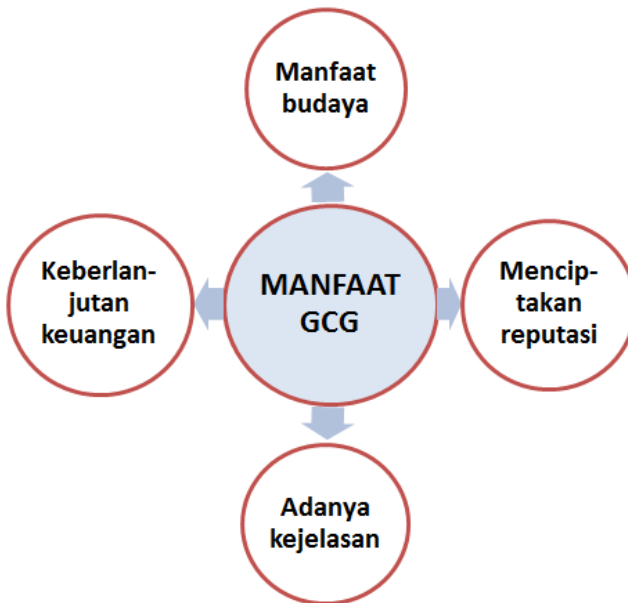 Manfaat
budaya
Keberlan-
jutan
keuangan
MANFAAT
GCG
Mencip-
takan
reputasi
Adanya
kejelasan